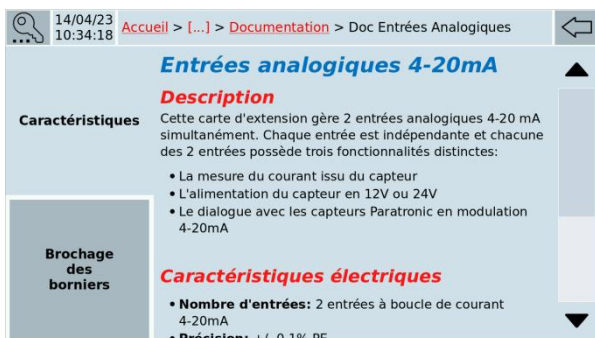 14/04/23
10:34:18
Accueil > [...] > Documentation > Doc Entrées Analogiques
Entrées analogiques 4-20mA
Description
Caractéristiques
Cette carte d'extension gère 2 entrées analogiques 4-20 mA
simultanément. Chaque entrée est indépendante et chacune
des 2 entrées possède trois fonctionnalités distinctes:
• La mesure du courant issu du capteur
• L'alimentation du capteur en 12V ou 24V
• Le dialogue avec les capteurs Paratronic en modulation
4-20mA
Brochage
des
borniers
Caractéristiques électriques
• Nombre d'entrées: 2 entrées à boucle de courant
4-20mA
• Précision: +/- 0.1% PE